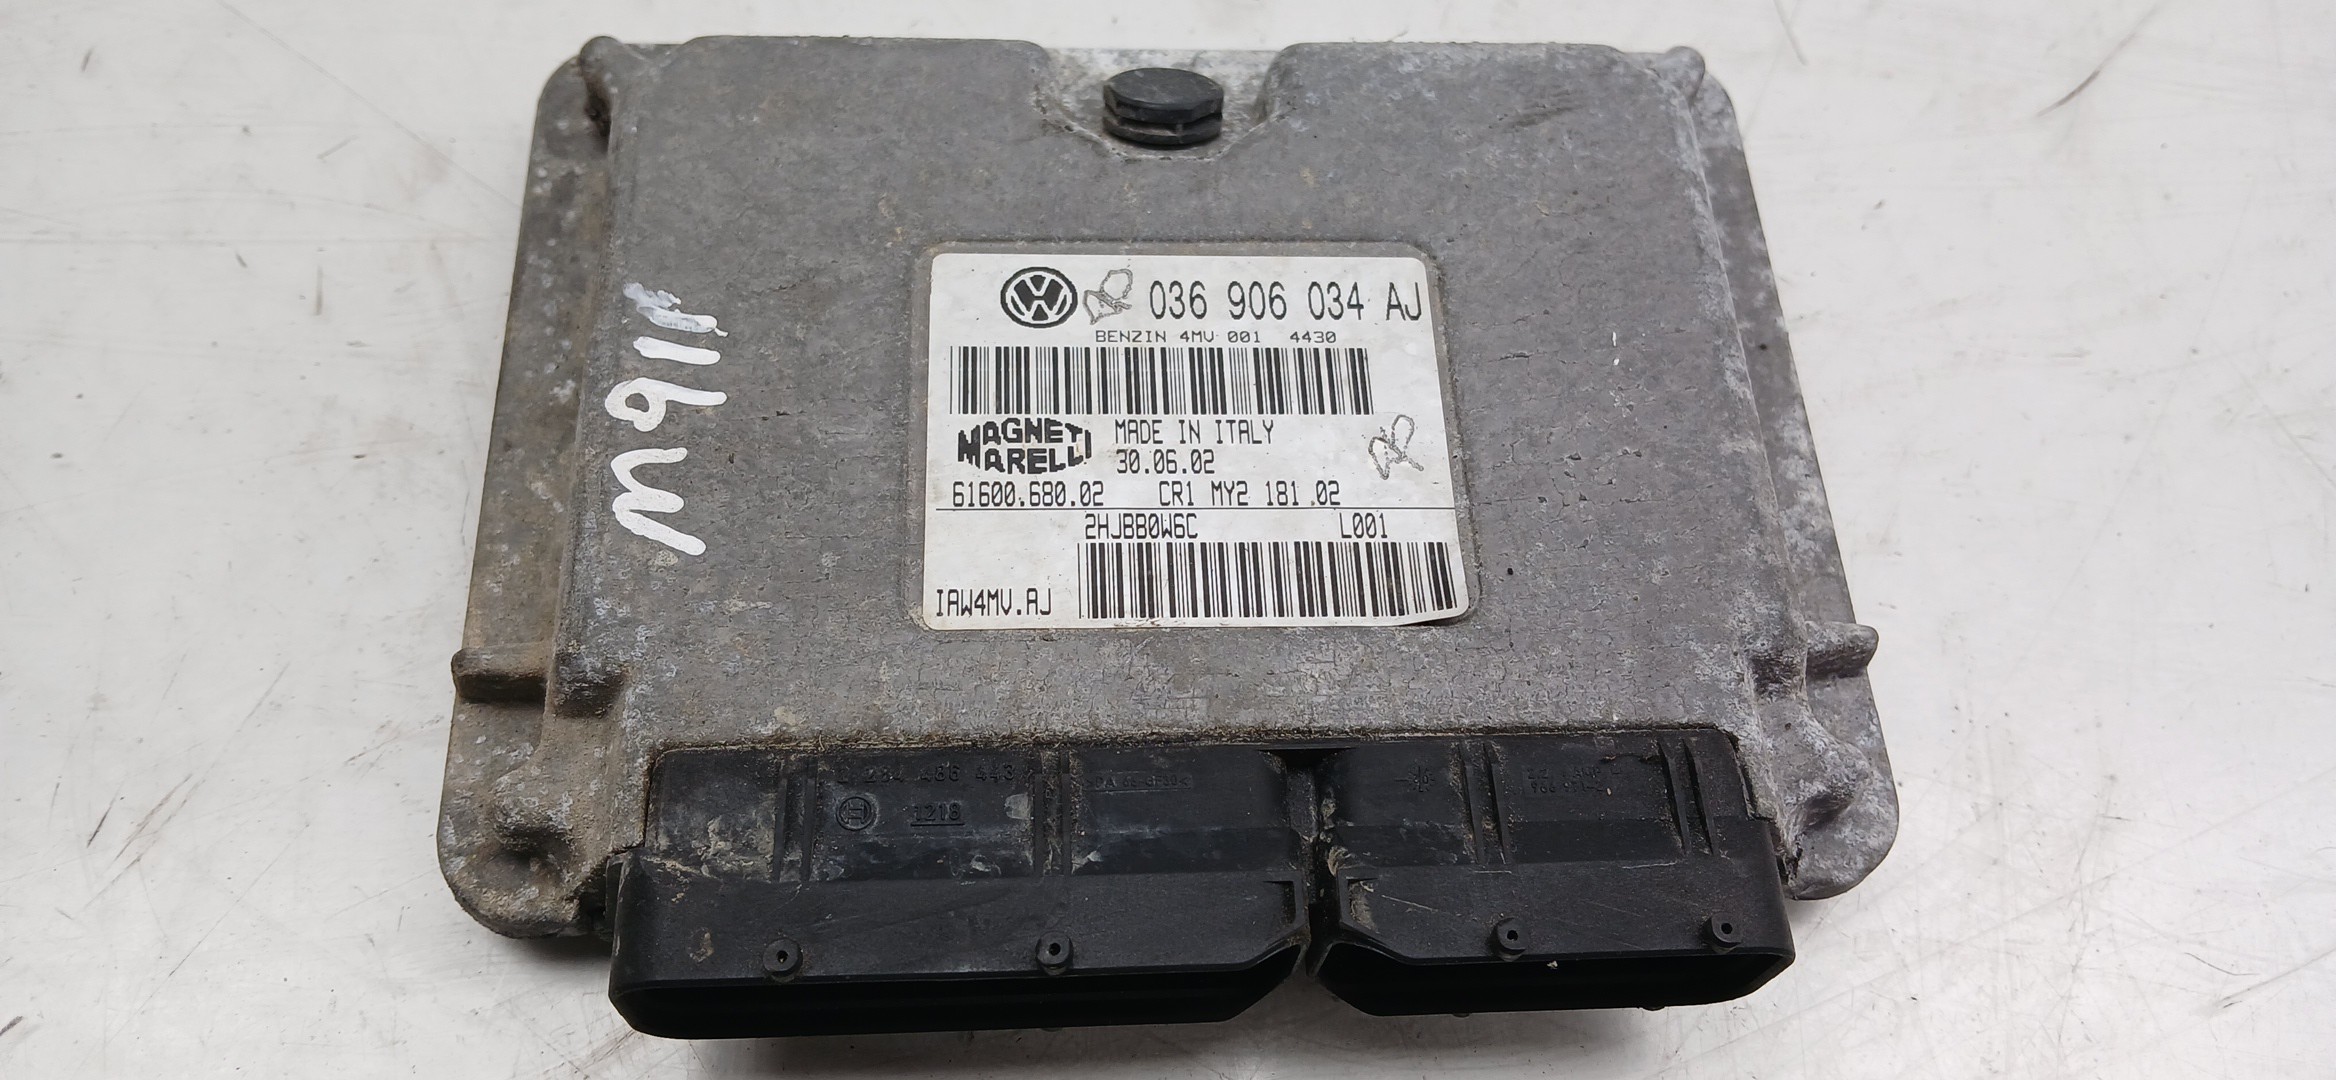 036 906 034 AJ
BENZIN 4MV 001 4430
MAGNETI
MARELLI
MADE IN ITALY
30.06.02
61600.680.02 CR1 MY2 181.02
2HJBB0W6C L001
IAW4MV.AJ
1218